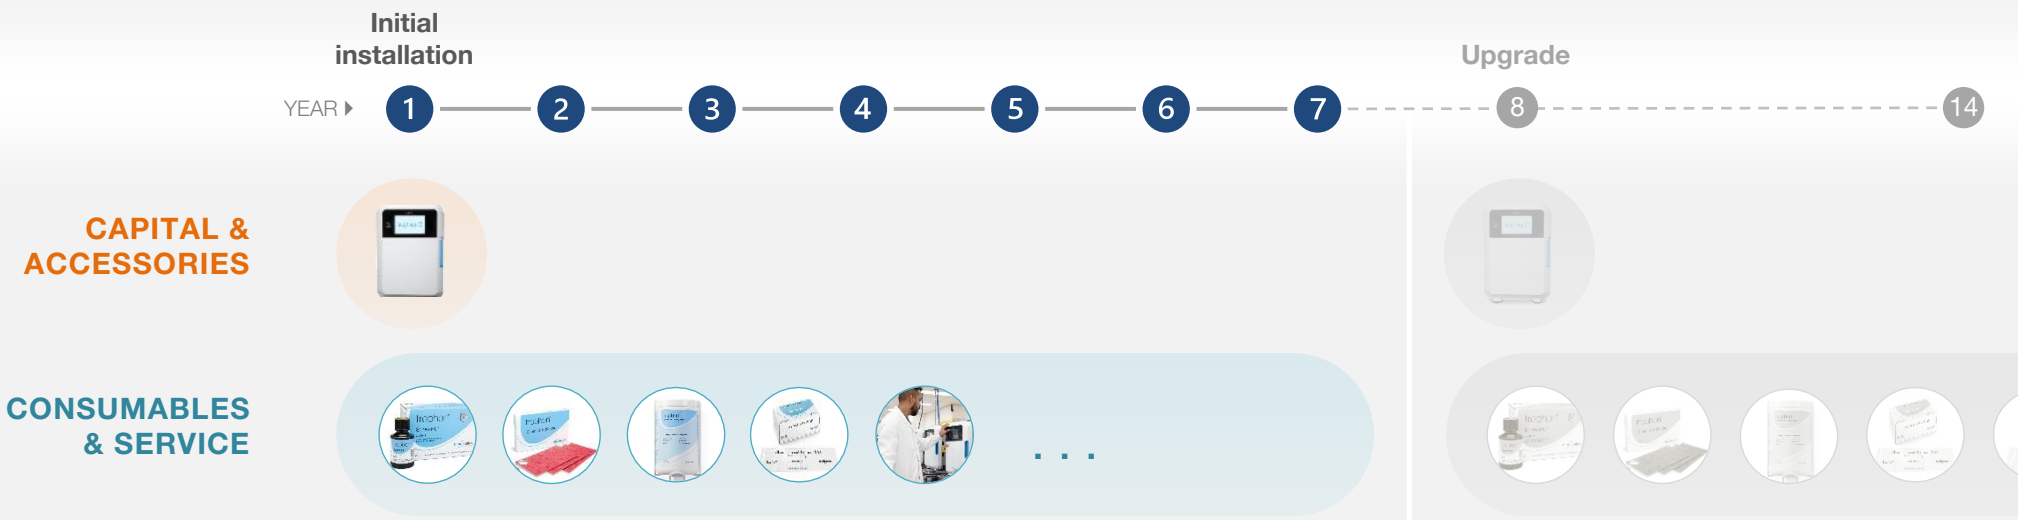 Initial
installation
Upgrade
YEAR
1 2 3 4 5 6 7 8 14
CAPITAL &
ACCESSORIES
CONSUMABLES
& SERVICE
. . .